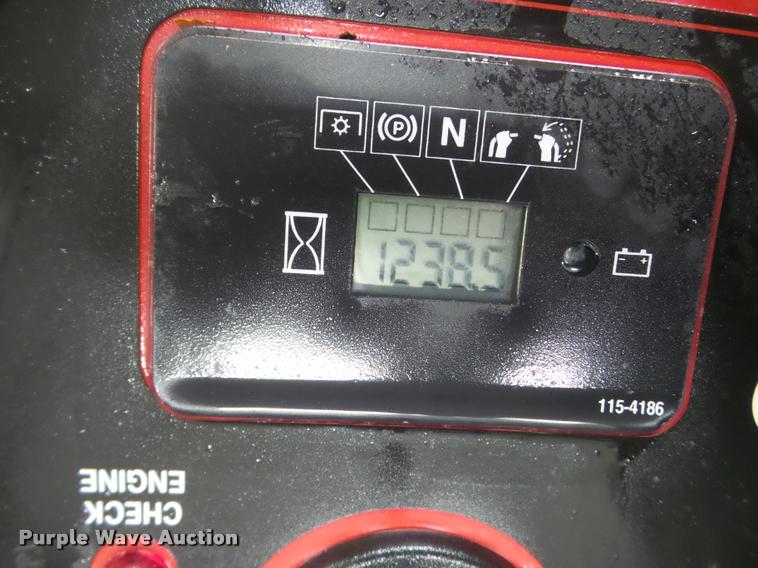 P
N
1238.5
115-4186
CHECK
ENGINE
Purple Wave Auction